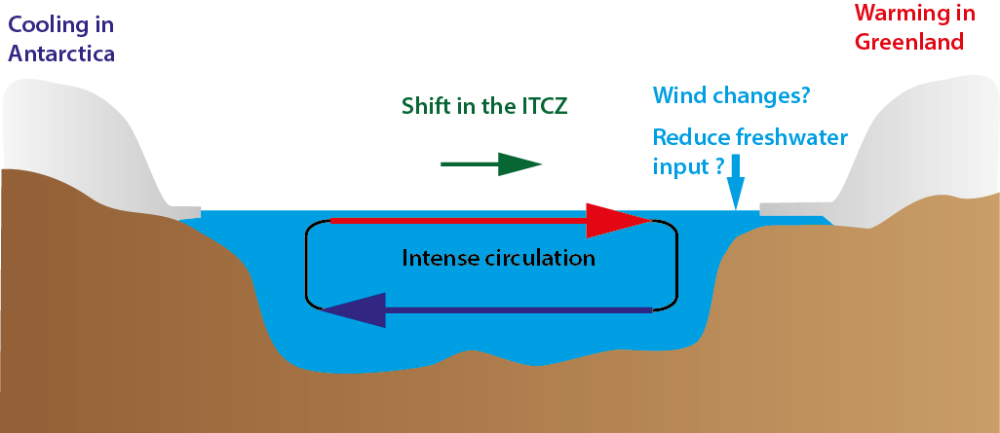 Cooling in
Antarctica
Warming in
Greenland
Shift in the ITCZ
Wind changes?
Reduce freshwater
input ?
Intense circulation